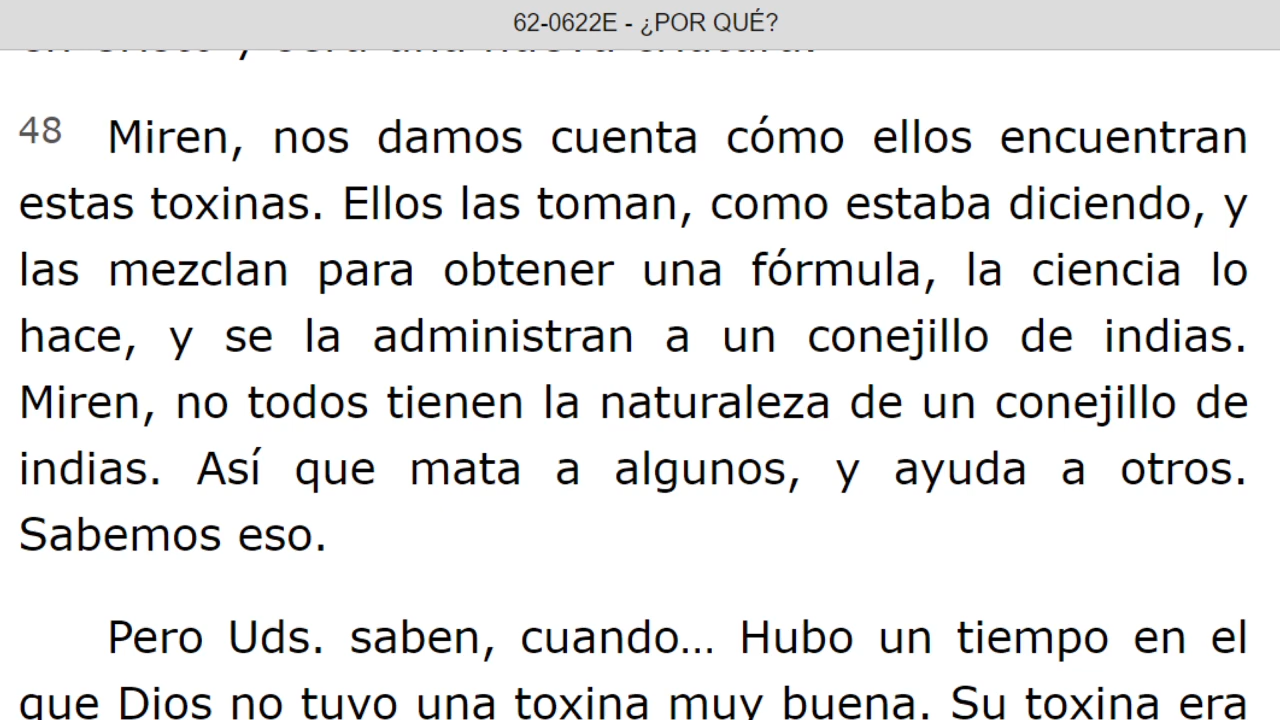 62-0622E - ¿POR QUÉ?
48 Miren, nos damos cuenta cómo ellos encuentran
estas toxinas. Ellos las toman, como estaba diciendo, y
las mezclan para obtener una fórmula, la ciencia lo
hace, y se la administran a un conejillo de indias.
Miren, no todos tienen la naturaleza de un conejillo de
indias. Así que mata a algunos, y ayuda a otros.
Sabemos eso.
Pero Uds. saben, cuando... Hubo un tiempo en el
que Dios no tuvo una toxina muy buena. Su toxina era